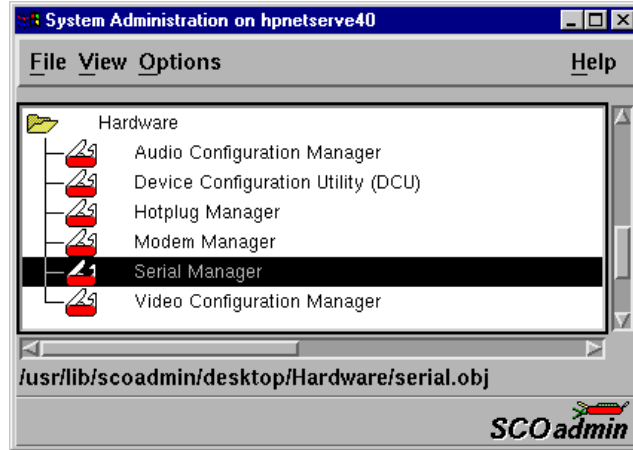 System Administration on hpnetserve40
File View Options Help
Hardware
Audio Configuration Manager
Device Configuration Utility (DCU)
Hotplug Manager
Modem Manager
Serial Manager
Video Configuration Manager
/usr/lib/scoadmin/desktop/Hardware/serial.obj
SCOadmin